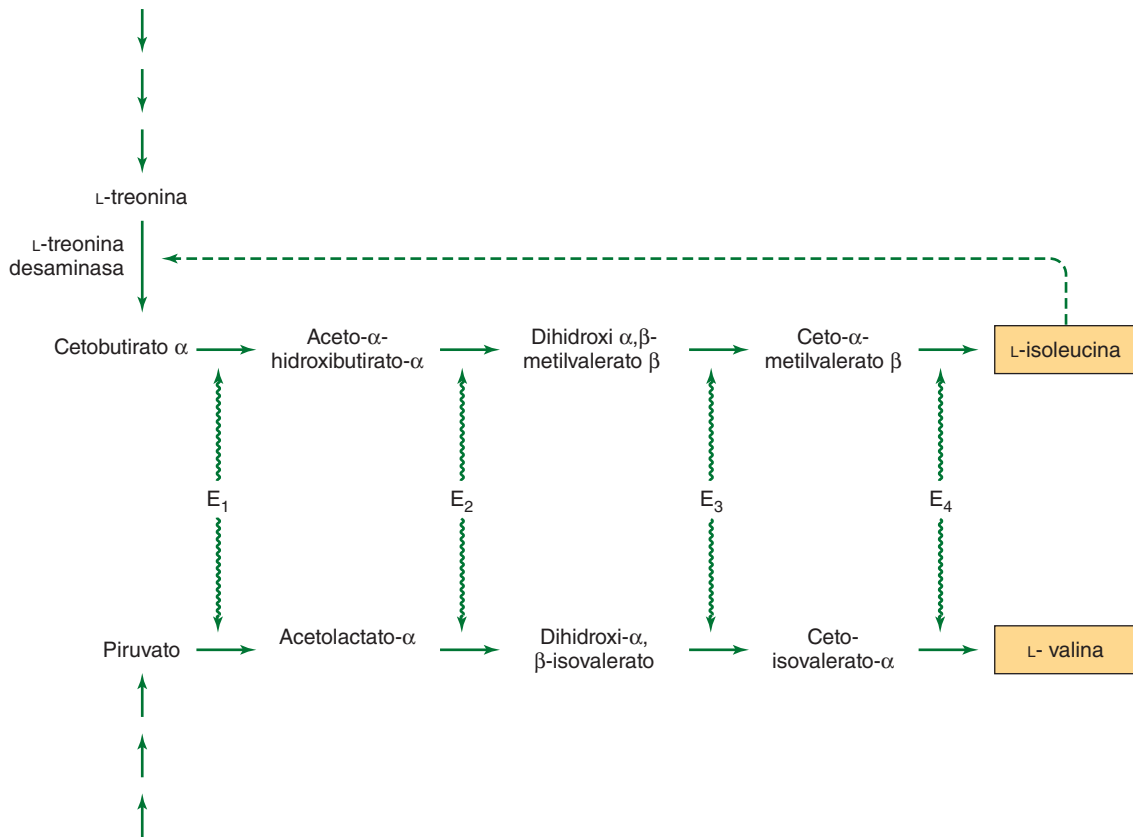 L-treonina
L-treonina
desaminasa
Cetobutirato α
Aceto-α-
hidroxibutirato-α
Dihidroxi α,β-
metilvalerato β
Ceto-α-
metilvalerato β
L-isoleucina
E₁
E₂
E₃
E₄
Piruvato
Acetolactato-α
Dihidroxi-α,
β-isovalerato
Ceto-
isovalerato-α
L- valina